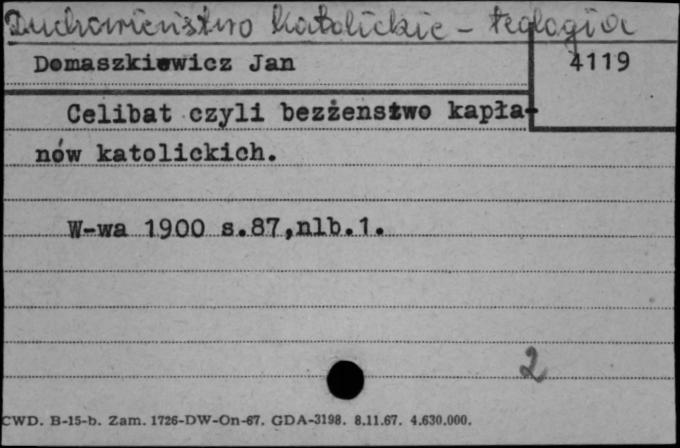 Duchowieństwo katolickie - teologia
Domaszkiewicz Jan
4119
Celibat czyli bezżenstwo kapła-
nów katolickich.
W-wa 1900 s.87,nlb.1.
2
CWD. B-15-b. Zam. 1726-DW-On-67. GDA-3198. 8.11.67. 4.630.000.